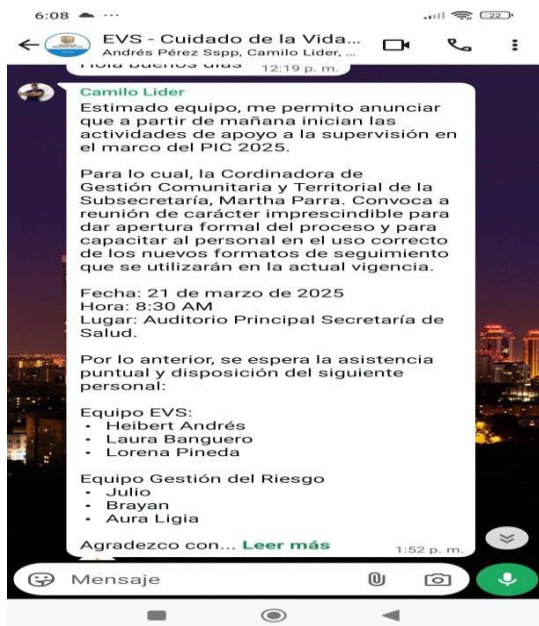 6:08
22
EVS - Cuidado de la Vida...
Andrés Pérez Sspp, Camilo Lider, ...
Hola buenos días
12:19 p. m.
Camilo Lider
Estimado equipo, me permito anunciar
que a partir de mañana inician las
actividades de apoyo a la supervisión en
el marco del PIC 2025.
Para lo cual, la Cordinadora de
Gestión Comunitaria y Territorial de la
Subsecretaría, Martha Parra. Convoca a
reunión de carácter imprescindible para
dar apertura formal del proceso y para
capacitar al personal en el uso correcto
de los nuevos formatos de seguimiento
que se utilizarán en la actual vigencia.
Fecha: 21 de marzo de 2025
Hora: 8:30 AM
Lugar: Auditorio Principal Secretaría de
Salud.
Por lo anterior, se espera la asistencia
puntual y disposición del siguiente
personal:
Equipo EVS:
• Heibert Andrés
• Laura Banguero
• Lorena Pineda
Equipo Gestión del Riesgo
• Julio
• Brayan
• Aura Ligia
Agradezco con... Leer más
1:52 p. m.
Mensaje